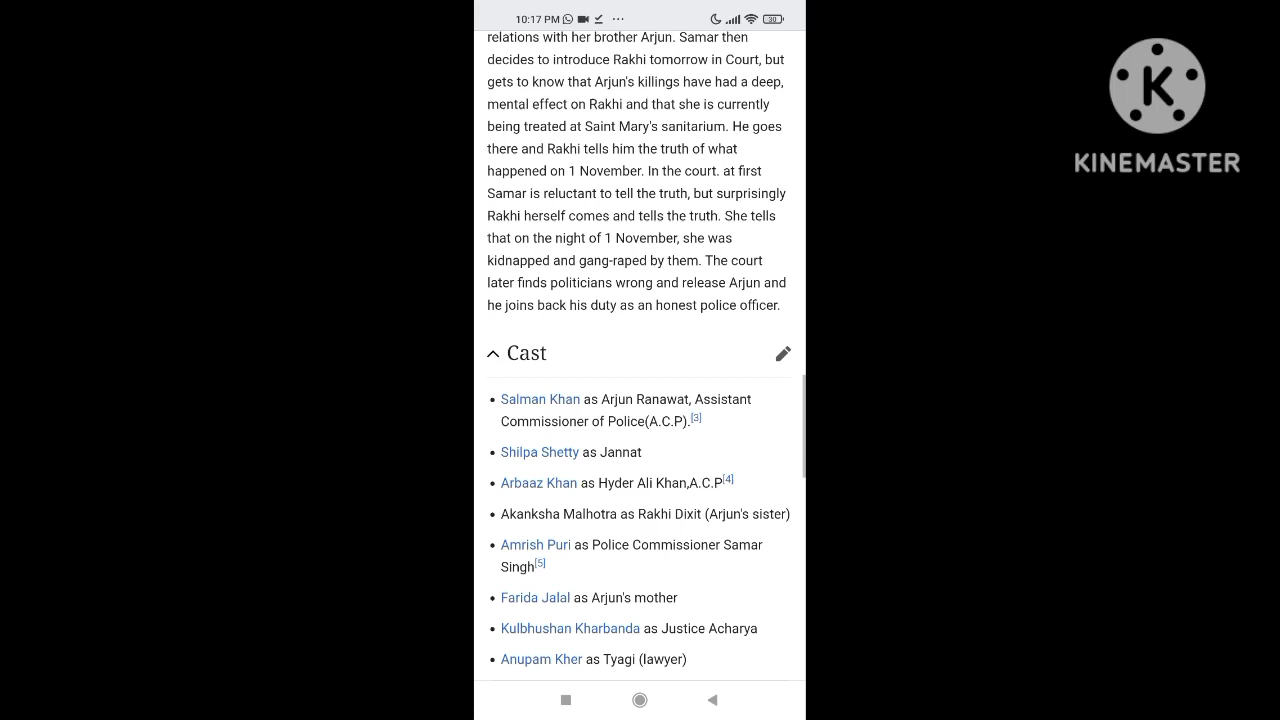 10:17 PM
30
relations with her brother Arjun. Samar then
decides to introduce Rakhi tomorrow in Court, but
gets to know that Arjun's killings have had a deep,
mental effect on Rakhi and that she is currently
being treated at Saint Mary's sanitarium. He goes
there and Rakhi tells him the truth of what
happened on 1 November. In the court. at first
Samar is reluctant to tell the truth, but surprisingly
Rakhi herself comes and tells the truth. She tells
that on the night of 1 November, she was
kidnapped and gang-raped by them. The court
later finds politicians wrong and release Arjun and
he joins back his duty as an honest police officer.
Cast
• Salman Khan as Arjun Ranawat, Assistant
Commissioner of Police(A.C.P).[3]
• Shilpa Shetty as Jannat
• Arbaaz Khan as Hyder Ali Khan,A.C.P[4]
• Akanksha Malhotra as Rakhi Dixit (Arjun's sister)
• Amrish Puri as Police Commissioner Samar
Singh[5]
• Farida Jalal as Arjun's mother
• Kulbhushan Kharbanda as Justice Acharya
• Anupam Kher as Tyagi (lawyer)
K
KINEMASTER